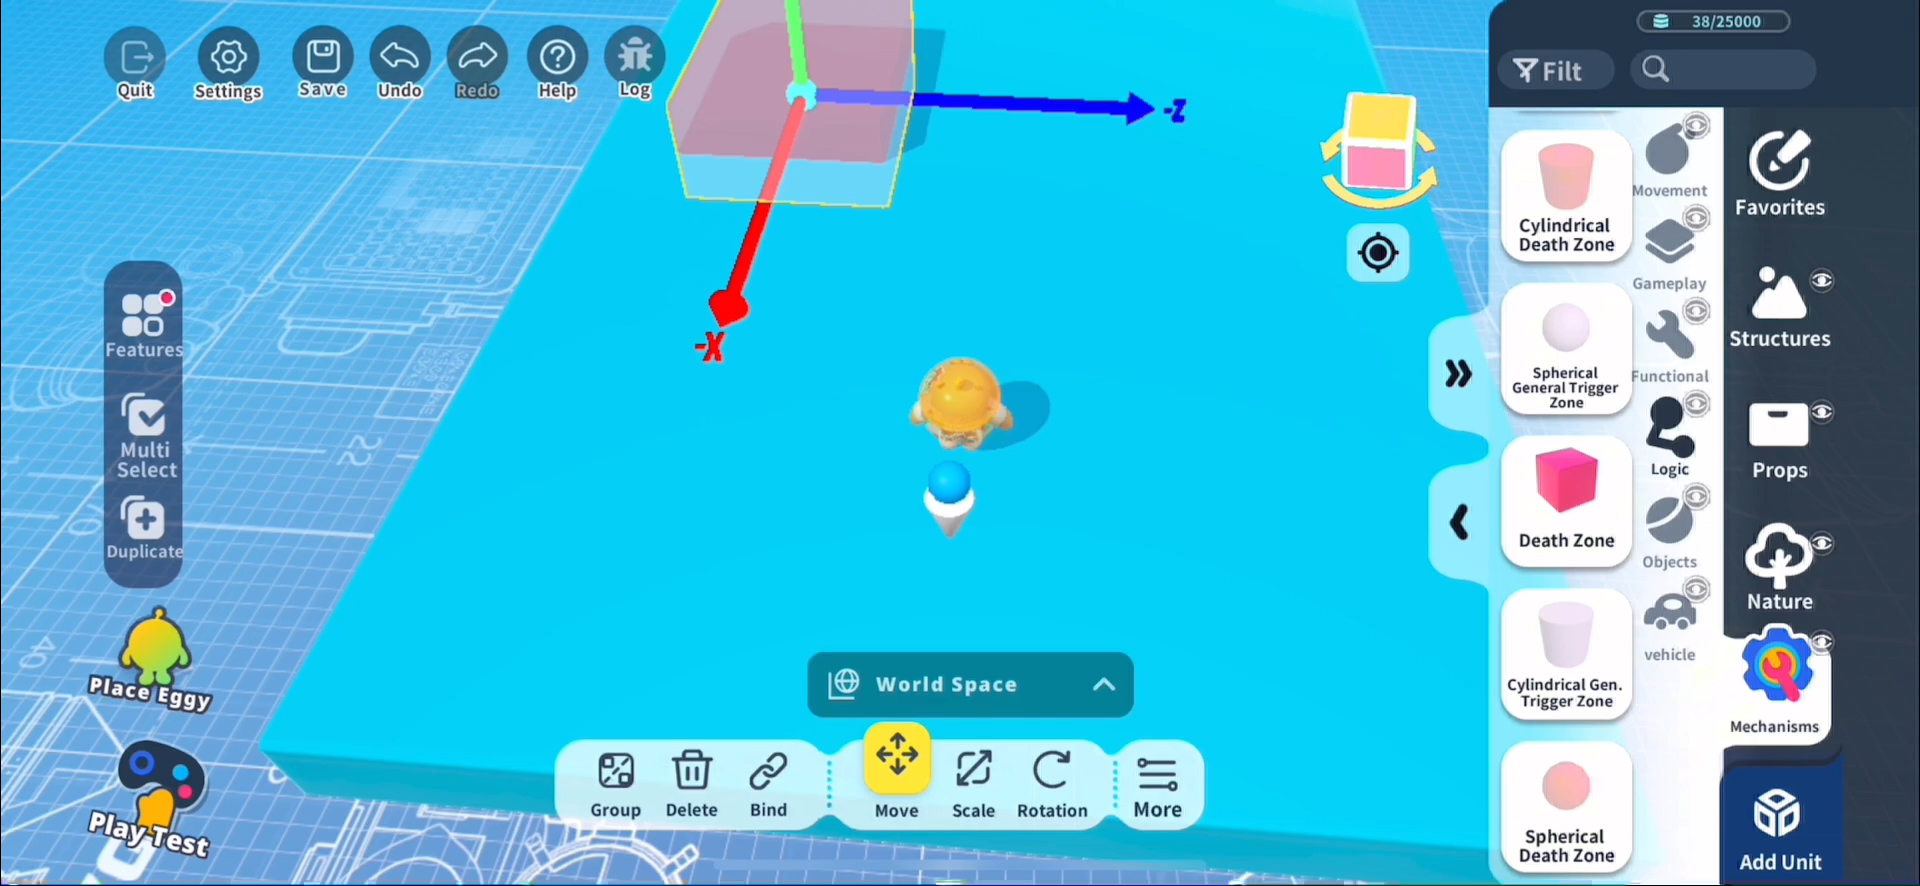 38/25000
Filt
Quit
Settings
Save
Undo
Redo
Help
Log
-Z
-X
Features
Multi
Select
Duplicate
Place Eggy
Play Test
World Space
Group
Delete
Bind
Move
Scale
Rotation
More
Cylindrical
Death Zone
Spherical
General Trigger
Zone
Death Zone
Cylindrical Gen.
Trigger Zone
Spherical
Death Zone
Movement
Gameplay
Functional
Logic
Objects
vehicle
Favorites
Structures
Props
Nature
Mechanisms
Add Unit